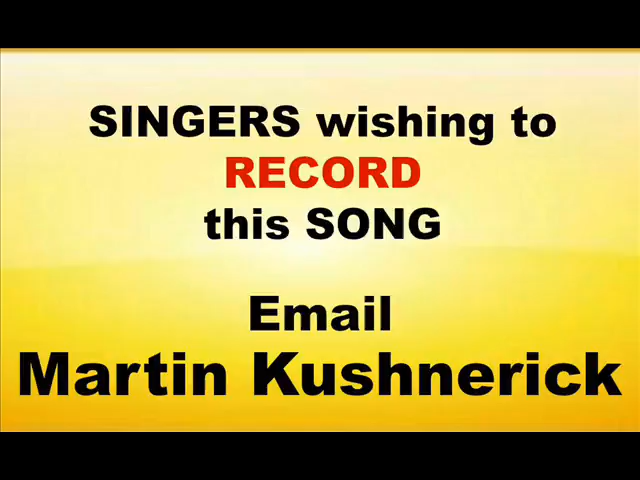 SINGERS wishing to
RECORD
this SONG
Email
Martin Kushnerick